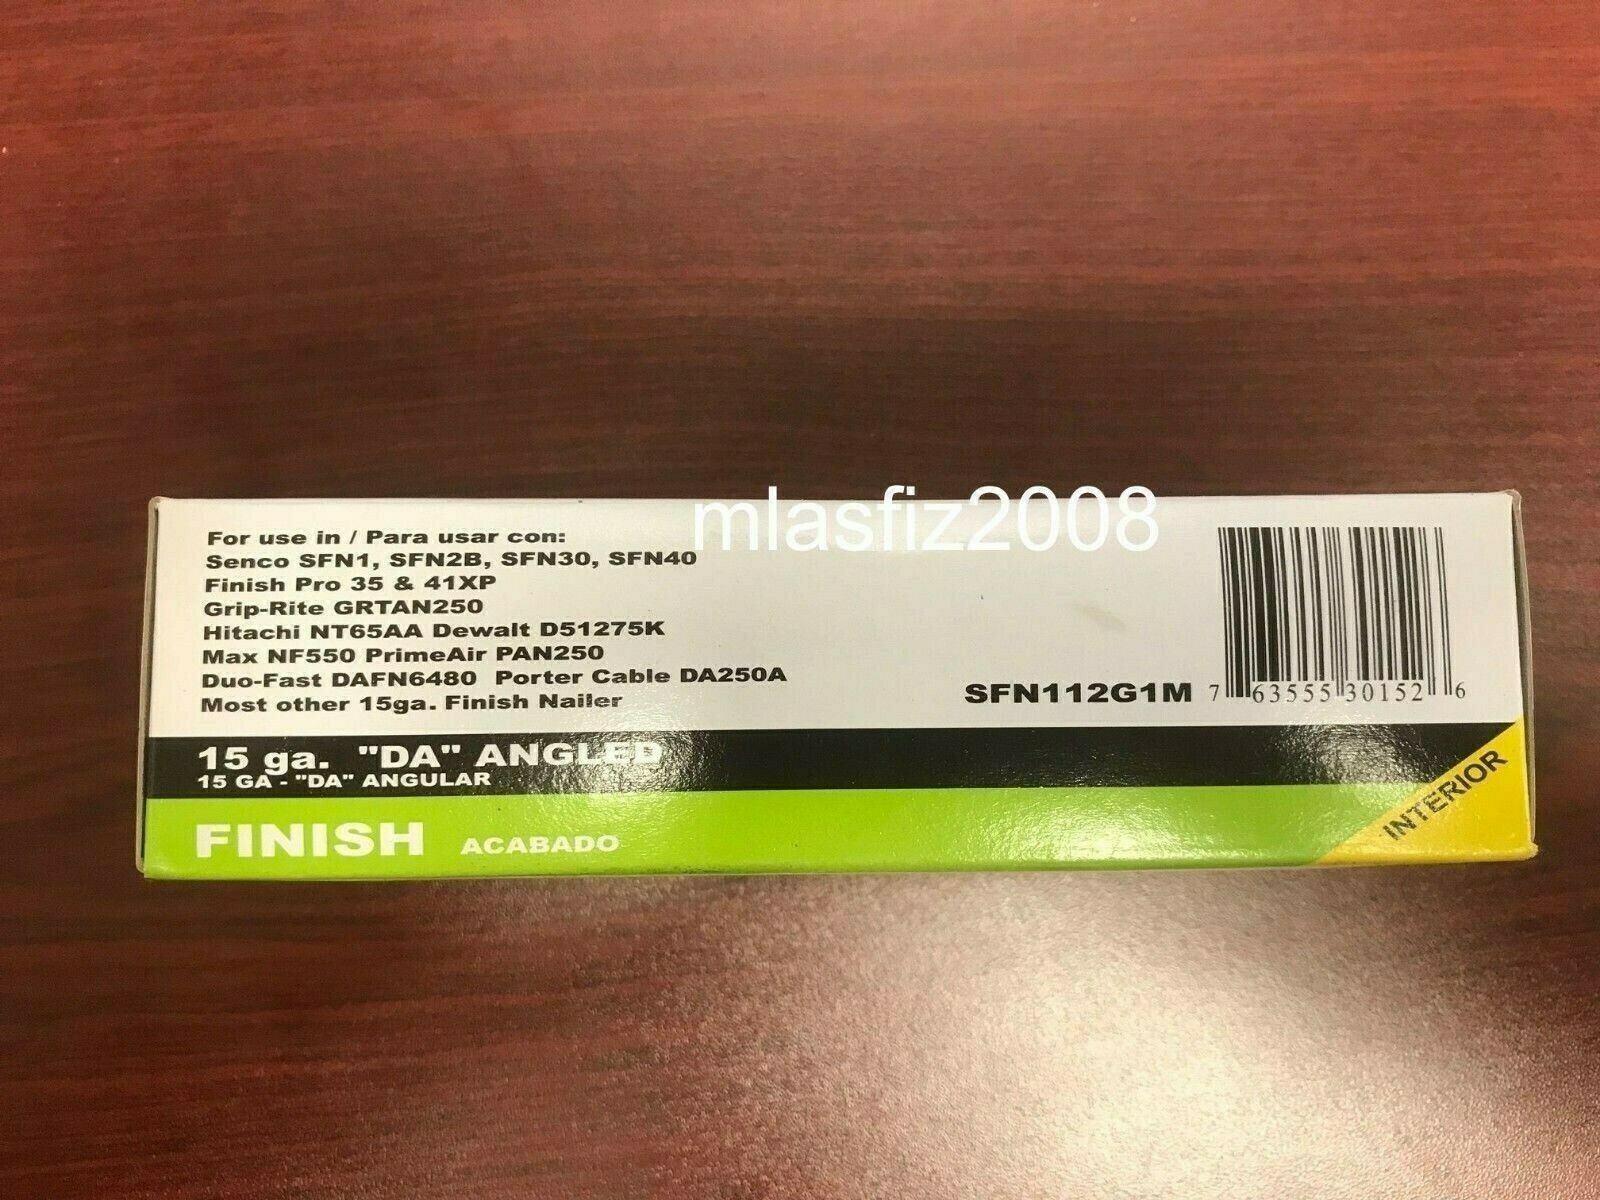 mlasfiz2008
For use in / Para usar con:
Senco SFN1, SFN2B, SFN30, SFN40
Finish Pro 35 & 41XP
Grip-Rite GRTAN250
Hitachi NT65AA Dewalt D51275K
Max NF550 PrimeAir PAN250
Duo-Fast DAFN6480 Porter Cable DA250A
Most other 15ga. Finish Nailer
SFN112G1M
7 63555 30152 6
15 ga. "DA" ANGLED
15 GA - "DA" ANGULAR
FINISH ACABADO
INTERIOR